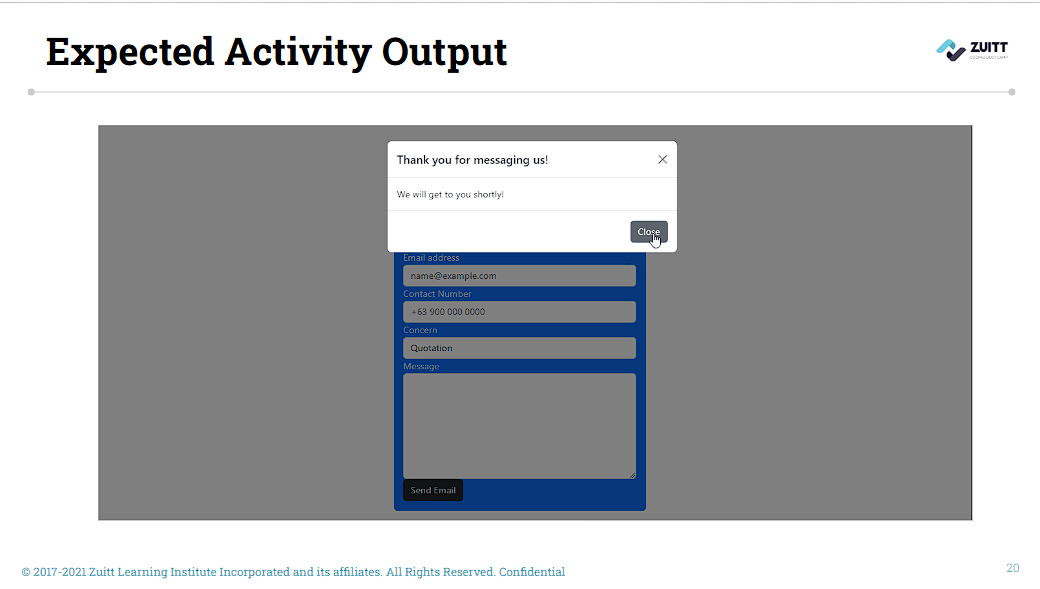 Expected Activity Output
ZUITT
CODING BOOTCAMP
Thank you for messaging us!
We will get to you shortly!
Close
Email address
name@example.com
Contact Number
+63 900 000 0000
Concern
Quotation
Message
Send Email
© 2017-2021 Zuitt Learning Institute Incorporated and its affiliates. All Rights Reserved. Confidential
20